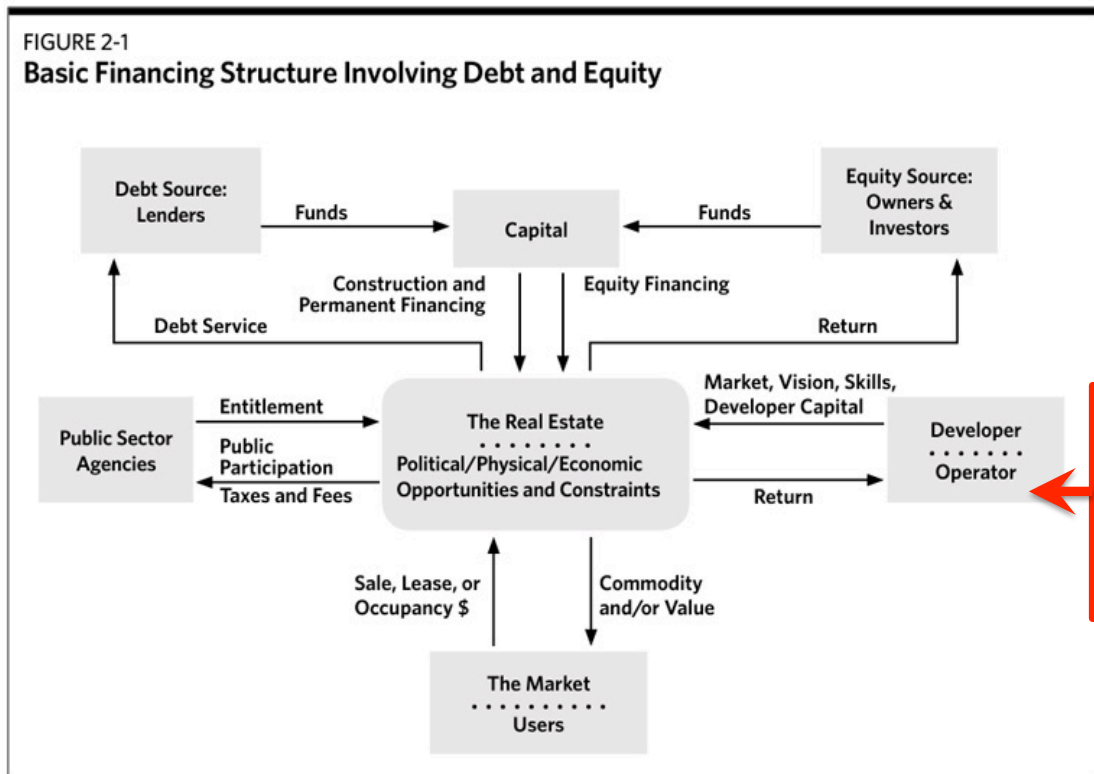 FIGURE 2-1
Basic Financing Structure Involving Debt and Equity
Debt Source:
Lenders
Funds
Capital
Funds
Equity Source:
Owners &
Investors
Construction and
Permanent Financing
Equity Financing
Debt Service
Return
Public Sector
Agencies
Entitlement
Public
Participation
Taxes and Fees
The Real Estate
Political/Physical/Economic
Opportunities and Constraints
Market, Vision, Skills,
Developer Capital
Return
Developer
Operator
Sale, Lease, or
Occupancy $
Commodity
and/or Value
The Market
Users